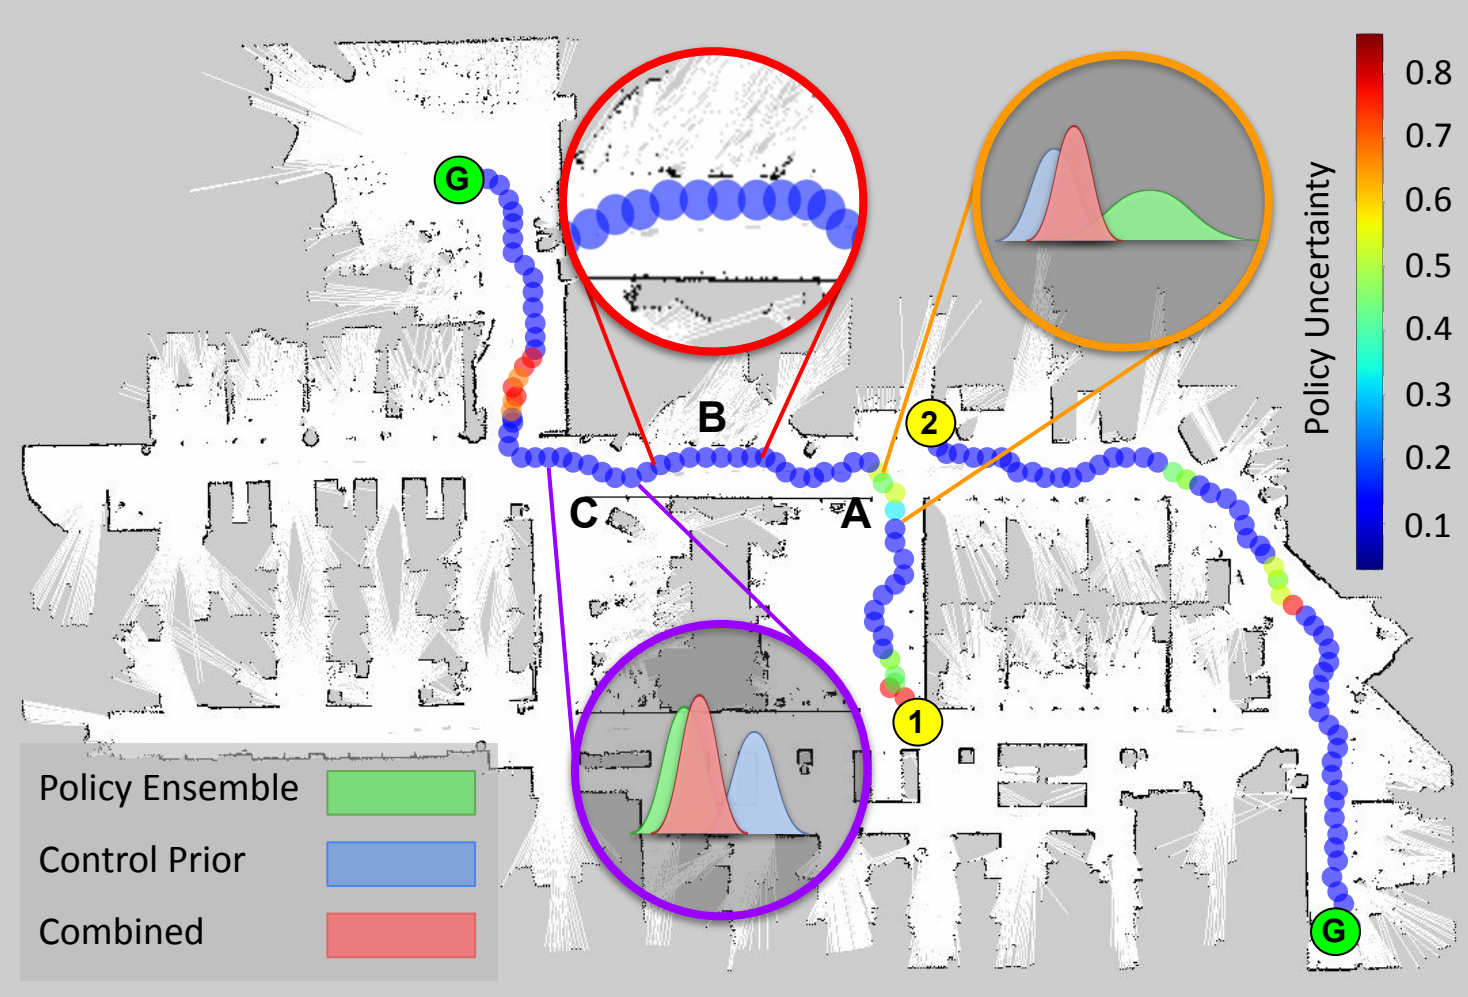 G
B
2
A
C
1
G
Policy Uncertainty
0.8
0.7
0.6
0.5
0.4
0.3
0.2
0.1
Policy Ensemble
Control Prior
Combined